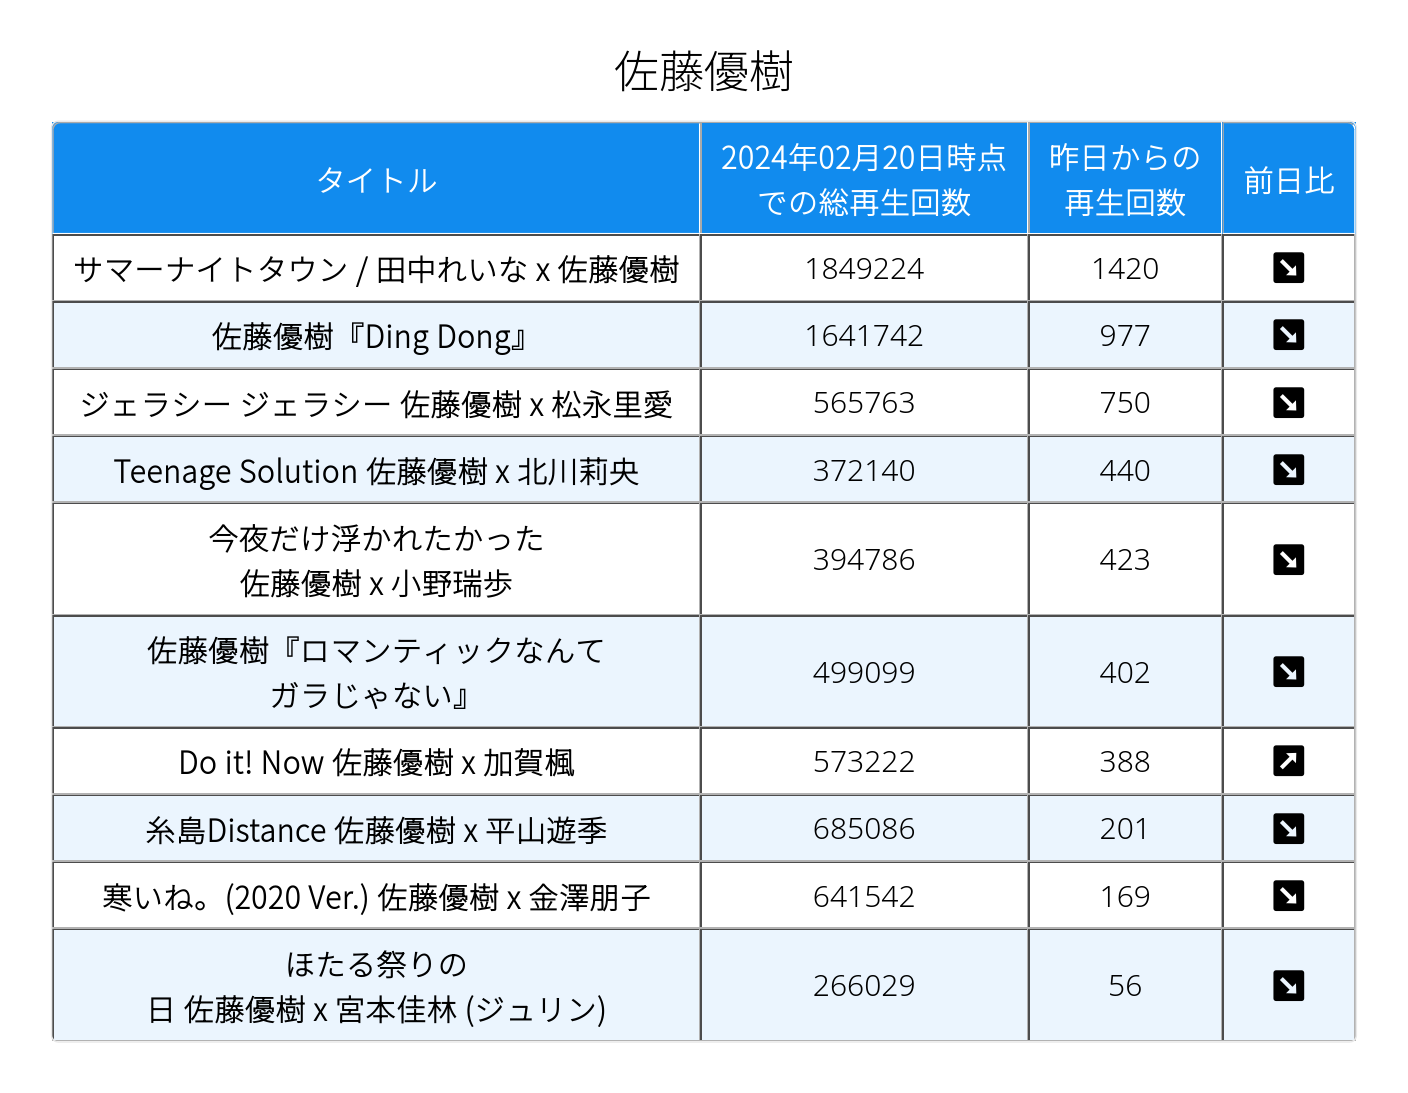 佐藤優樹
タイトル
2024年02月20日時点
での総再生回数
昨日からの
再生回数
前日比
サマーナイトタウン / 田中れいな x 佐藤優樹
1849224
1420
佐藤優樹『Ding Dong』
1641742
977
ジェラシー ジェラシー 佐藤優樹 x 松永里愛
565763
750
Teenage Solution 佐藤優樹 x 北川莉央
372140
440
今夜だけ浮かれたかった
佐藤優樹 x 小野瑞歩
394786
423
佐藤優樹『ロマンティックなんて
ガラじゃない』
499099
402
Do it! Now 佐藤優樹 x 加賀楓
573222
388
糸島Distance 佐藤優樹 x 平山遊季
685086
201
寒いね。(2020 Ver.) 佐藤優樹 x 金澤朋子
641542
169
ほたる祭りの
日 佐藤優樹 x 宮本佳林 (ジュリン)
266029
56